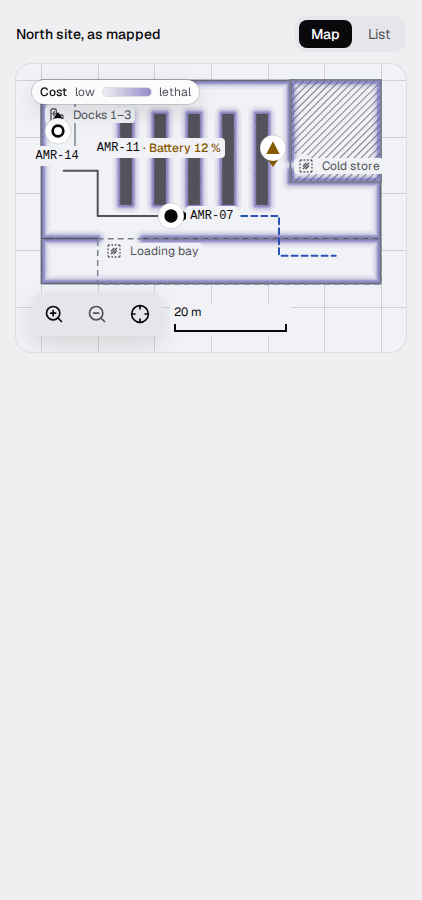 North site, as mapped
Map
List
Cost low lethal
Docks 1–3
AMR-11 · Battery 12 %
AMR-14
Cold store
AMR-07
Loading bay
20 m